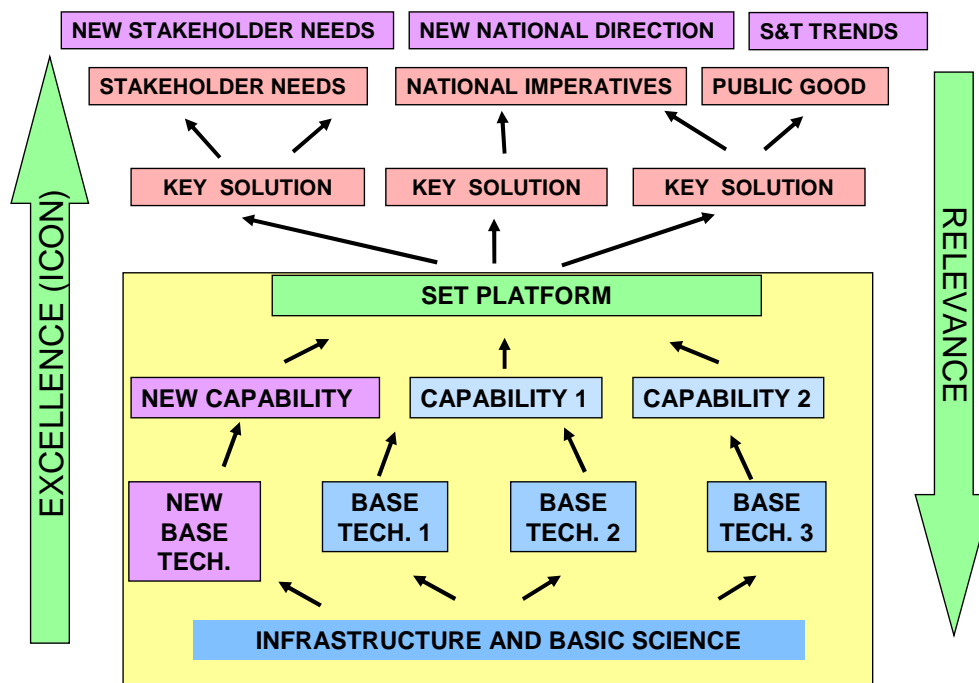 NEW STAKEHOLDER NEEDS
NEW NATIONAL DIRECTION
S&T TRENDS
STAKEHOLDER NEEDS
NATIONAL IMPERATIVES
PUBLIC GOOD
KEY SOLUTION
KEY SOLUTION
KEY SOLUTION
EXCELLENCE (ICON)
RELEVANCE
SET PLATFORM
NEW CAPABILITY
CAPABILITY 1
CAPABILITY 2
NEW
BASE
TECH.
BASE
TECH. 1
BASE
TECH. 2
BASE
TECH. 3
INFRASTRUCTURE AND BASIC SCIENCE